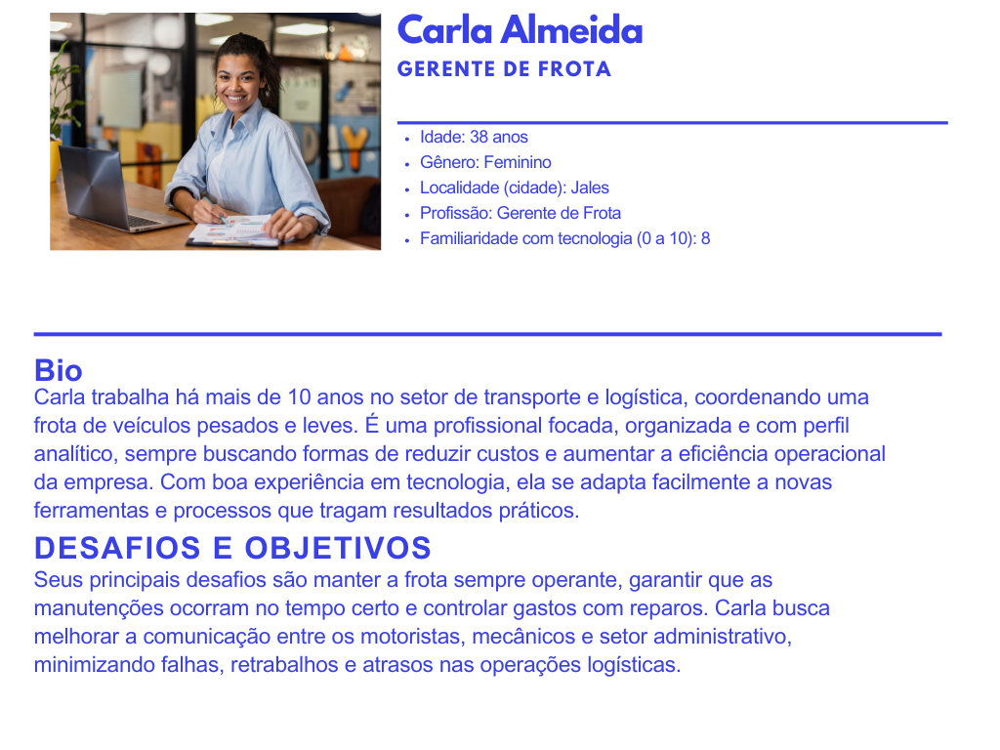 Carla Almeida
GERENTE DE FROTA
• Idade: 38 anos
• Gênero: Feminino
• Localidade (cidade): Jales
• Profissão: Gerente de Frota
• Familiaridade com tecnologia (0 a 10): 8
Bio
Carla trabalha há mais de 10 anos no setor de transporte e logística, coordenando uma
frota de veículos pesados e leves. É uma profissional focada, organizada e com perfil
analítico, sempre buscando formas de reduzir custos e aumentar a eficiência operacional
da empresa. Com boa experiência em tecnologia, ela se adapta facilmente a novas
ferramentas e processos que tragam resultados práticos.
DESAFIOS E OBJETIVOS
Seus principais desafios são manter a frota sempre operante, garantir que as
manutenções ocorram no tempo certo e controlar gastos com reparos. Carla busca
melhorar a comunicação entre os motoristas, mecânicos e setor administrativo,
minimizando falhas, retrabalhos e atrasos nas operações logísticas.